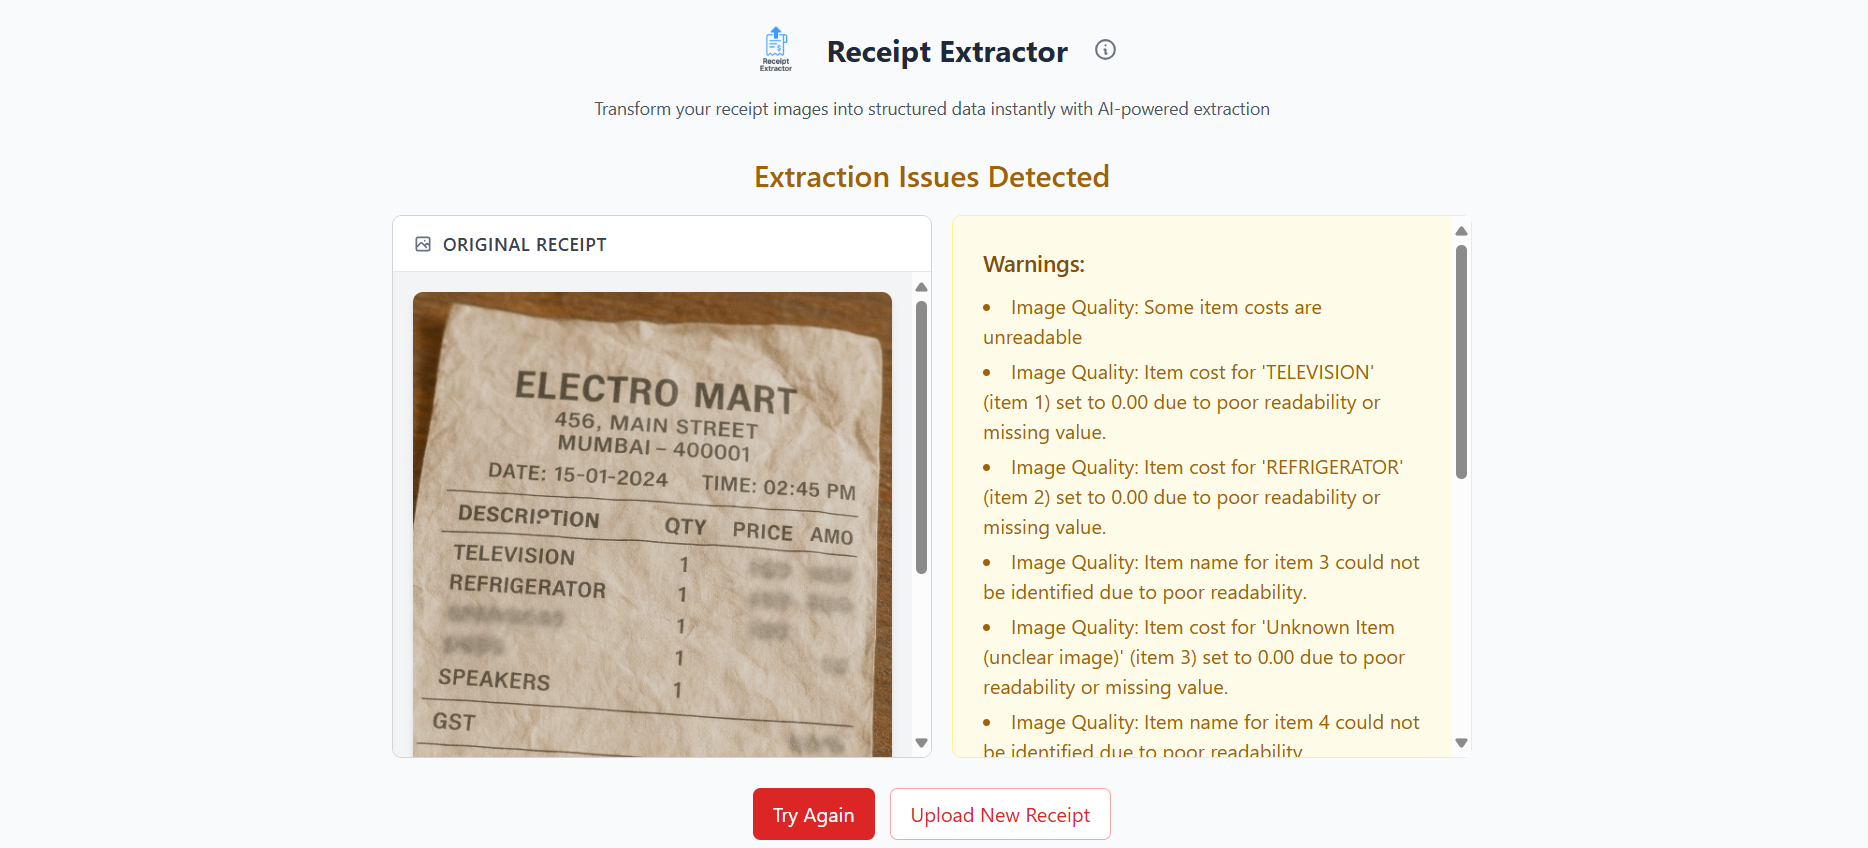 Receipt
Extractor
Receipt Extractor
Transform your receipt images into structured data instantly with AI-powered extraction
Extraction Issues Detected
ORIGINAL RECEIPT
ELECTRO MART
456, MAIN STREET
MUMBAI – 400001
DATE: 15-01-2024 TIME: 02:45 PM
DESCRIPTION QTY PRICE AMO
TELEVISION 1
REFRIGERATOR 1
1
1
SPEAKERS 1
GST
Warnings:
• Image Quality: Some item costs are
unreadable
• Image Quality: Item cost for 'TELEVISION'
(item 1) set to 0.00 due to poor readability or
missing value.
• Image Quality: Item cost for 'REFRIGERATOR'
(item 2) set to 0.00 due to poor readability or
missing value.
• Image Quality: Item name for item 3 could not
be identified due to poor readability.
• Image Quality: Item cost for 'Unknown Item
(unclear image)' (item 3) set to 0.00 due to poor
readability or missing value.
• Image Quality: Item name for item 4 could not
be identified due to poor readability
Try Again
Upload New Receipt